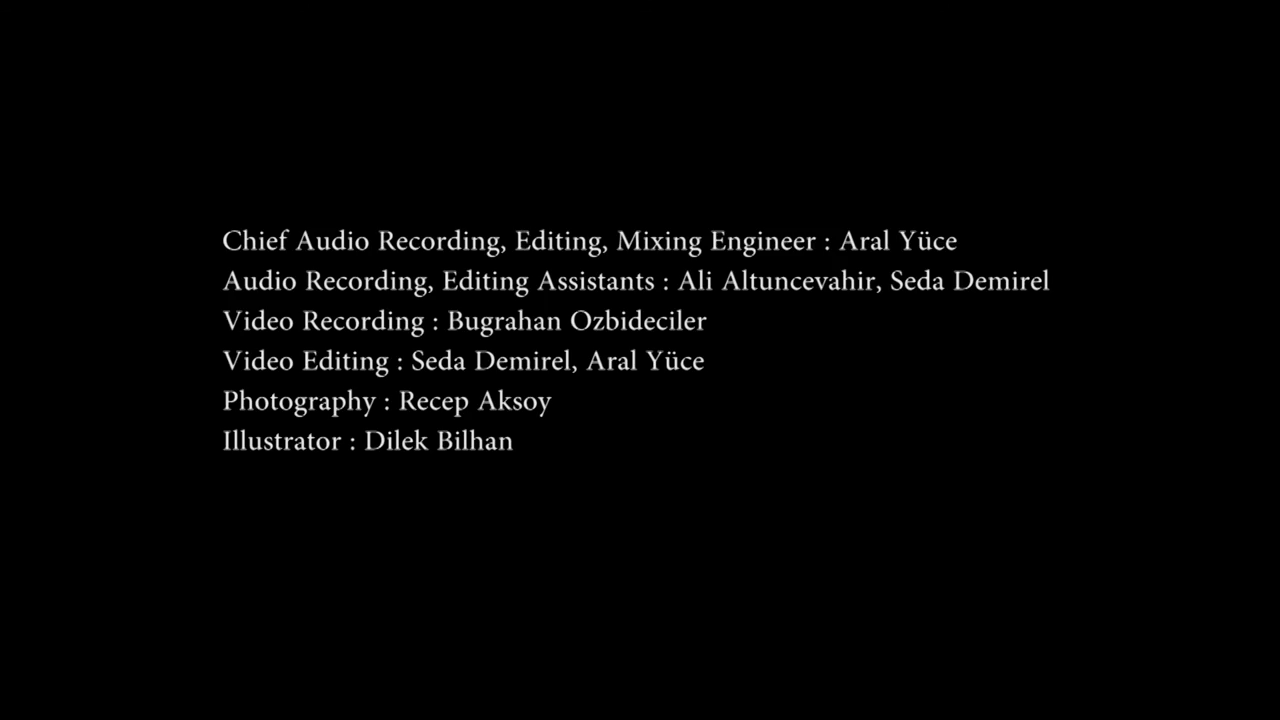 Chief Audio Recording, Editing, Mixing Engineer : Aral Yüce
Audio Recording, Editing Assistants : Ali Altuncevahir, Seda Demirel
Video Recording : Bugrahan Ozbideciler
Video Editing : Seda Demirel, Aral Yüce
Photography : Recep Aksoy
Illustrator : Dilek Bilhan